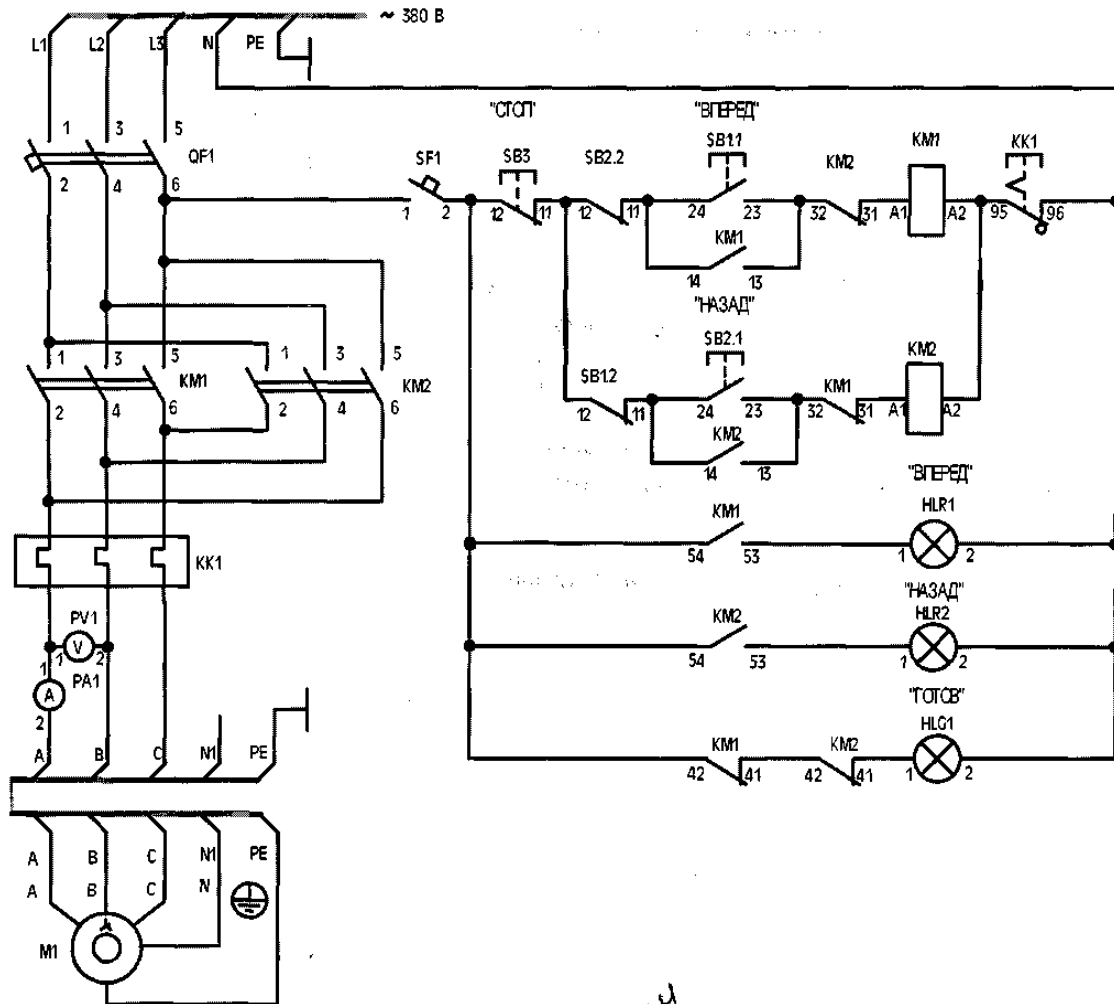 ~ 380 В
L1 L2 L3 N PE
"СТОП" "ВПЕРЕД"
1 3 5 QF1
2 4 6
SF1 SB3 SB2.2 SB1.1 KM2 KM1 KK1
1 2 12 11 12 11 24 23 32 31 A1 A2 95 96
KM1
14 13
"НАЗАД"
1 3 5 KM1
2 4 6
1 3 5 KM2
2 4 6
SB1.2 SB2.1 KM1 KM2
12 11 24 23 32 31 A1 A2
KM2
14 13
"ВПЕРЕД"
KM1 HLR1
54 53 1 2
KK1
"НАЗАД"
KM2 HLR2
54 53 1 2
PV1
1 V 2
1 PA1
A
2
"ГОТОВ"
KM1 KM2 HLG1
42 41 42 41 1 2
A B C N1 PE
A B C N1 PE
A B C N
M1